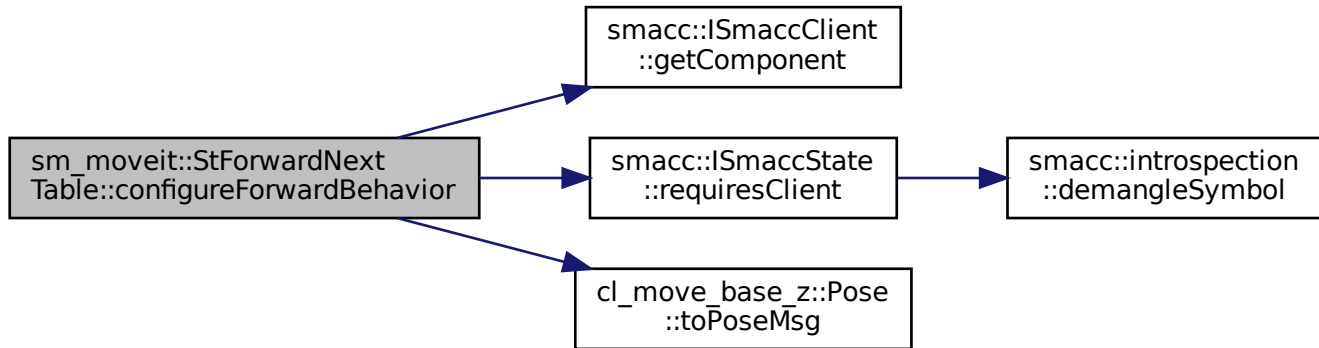 smacc::ISmaccClient
::getComponent
sm_moveit::StForwardNext
Table::configureForwardBehavior
smacc::ISmaccState
::requiresClient
smacc::introspection
::demangleSymbol
cl_move_base_z::Pose
::toPoseMsg